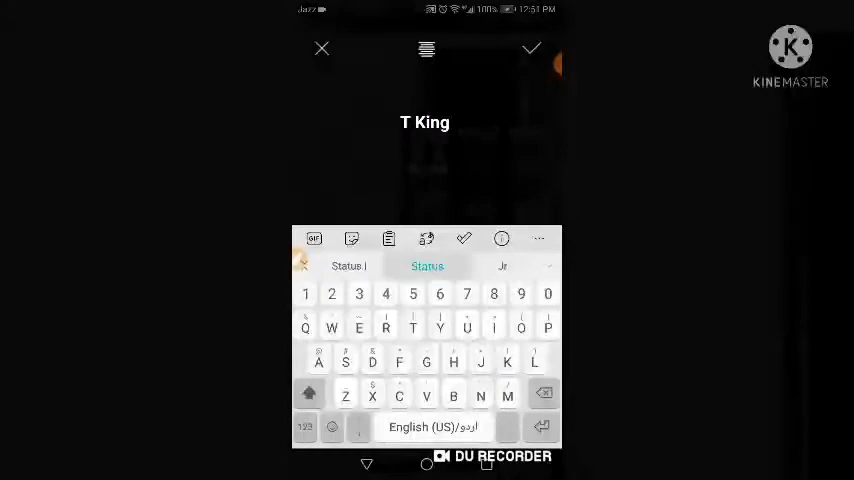 Jazz
100% 12:51 PM
K
KINEMASTER
T King
GIF
Status Status Jr
1 2 3 4 5 6 7 8 9 0
Q W E R T Y U I O P
A S D F G H J K L
Z X C V B N M
123 , English (US)/اردو
DU RECORDER